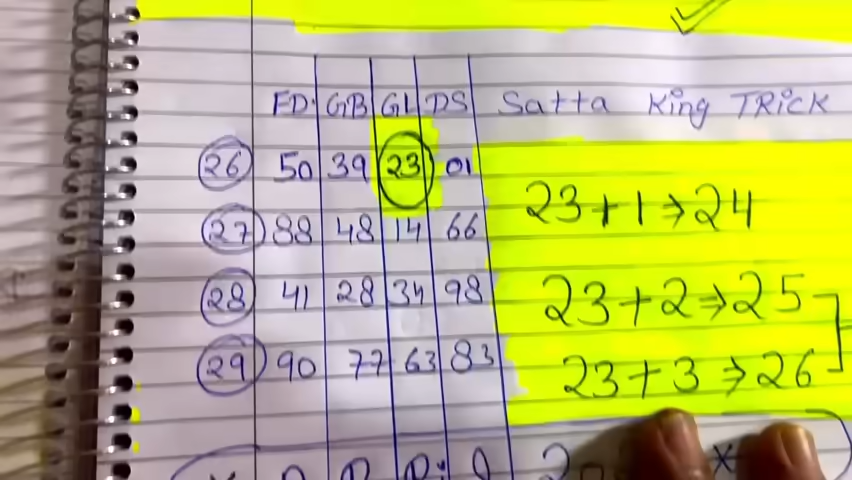 FD. GB GL DS Satta King TRICK
26 50 39 23 01
23+1⇒24
27 88 48 14 66
28 41 28 34 98 23+2⇒25
29 90 77 63 83 23+3⇒26